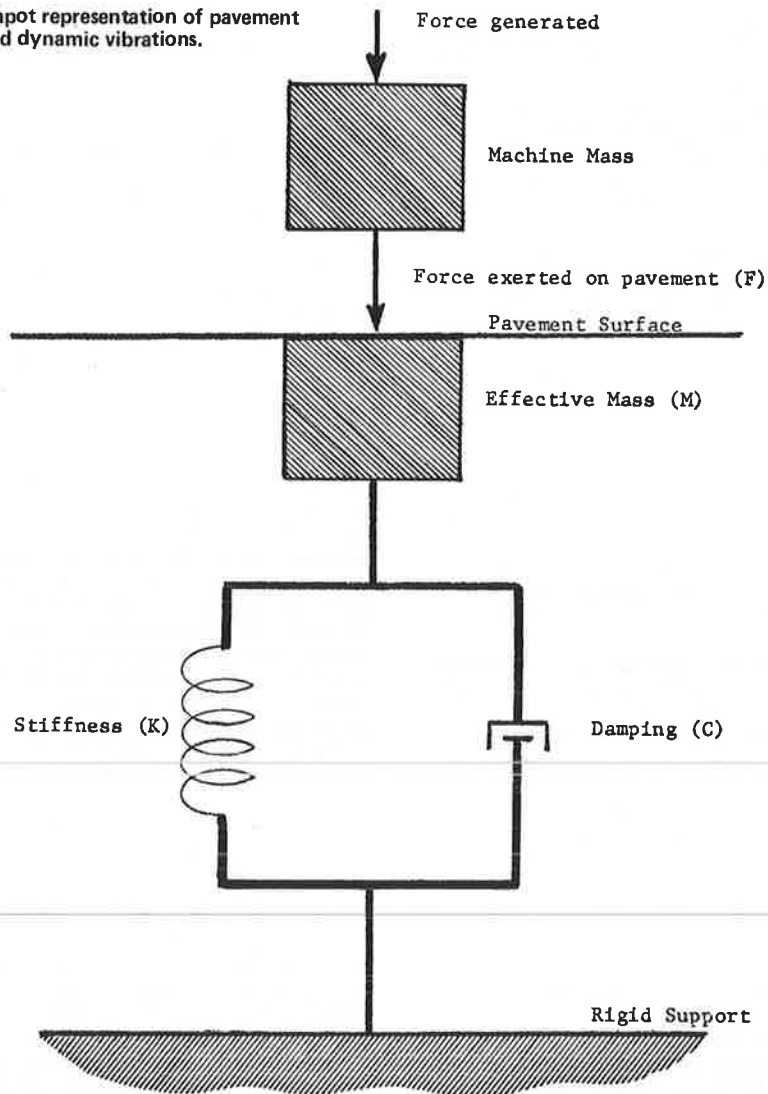 representation of pavement
dynamic vibrations.
Force generated
Machine Mass
Force exerted on pavement (F)
Pavement Surface
Effective Mass (M)
Stiffness (K)
Damping (C)
Rigid Support